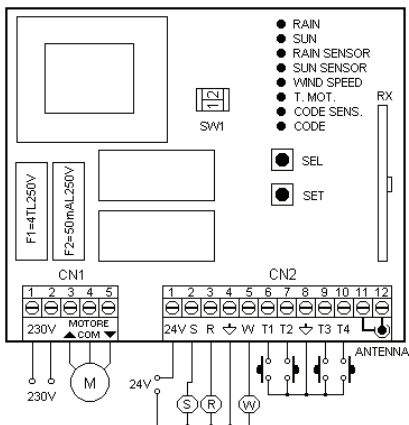 RAIN
SUN
RAIN SENSOR
SUN SENSOR
WIND SPEED
T. MOT.
CODE SENS.
CODE
RX
1 2
SW1
SEL
SET
F1=4TL250V
F2=50mAL250V
CN1
CN2
1 2 3 4 5
1 2 3 4 5 6 7 8 9 10 11 12
230V
MOTORE
COM
24V S R W T1 T2 T3 T4
ANTENNA
230V
M
24V
S
R
W